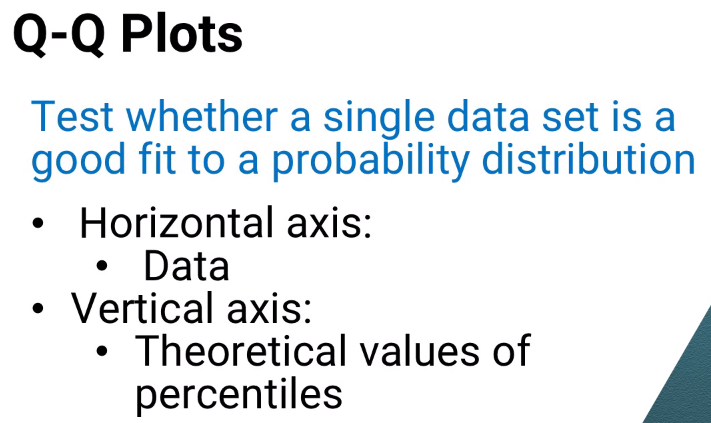 Q-Q Plots
Test whether a single data set is a
good fit to a probability distribution
• Horizontal axis:
• Data
• Vertical axis:
• Theoretical values of
percentiles